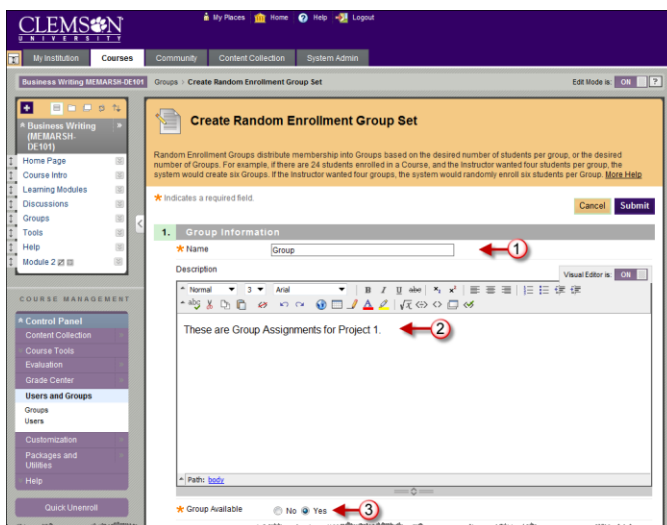 CLEMSON
UNIVERSITY
My Places Home Help Logout
My Institution Courses Community Content Collection System Admin
Business Writing MEMARSH-DE101 Groups › Create Random Enrollment Group Set Edit Mode is: ON ?
Business Writing (MEMARSH-DE101)
Home Page
Course Intro
Learning Modules
Discussions
Groups
Tools
Help
Module 2
COURSE MANAGEMENT
Control Panel
Content Collection
Course Tools
Evaluation
Grade Center
Users and Groups
Groups
Users
Customization
Packages and Utilities
Help
Quick Unenroll
Create Random Enrollment Group Set
Random Enrollment Groups distribute membership into Groups based on the desired number of students per group, or the desired
number of Groups. For example, if there are 24 students enrolled in a Course, and the Instructor wanted four students per group, the
system would create six Groups. If the Instructor wanted four groups, the system would randomly enroll six students per Group. More Help
Indicates a required field.
Cancel Submit
1. Group Information
Name Group 1
Description
Visual Editor is: ON
Normal 3 Arial B I U abc x₂ x²
abc
These are Group Assignments for Project 1. 2
Path: body
Group Available No Yes 3